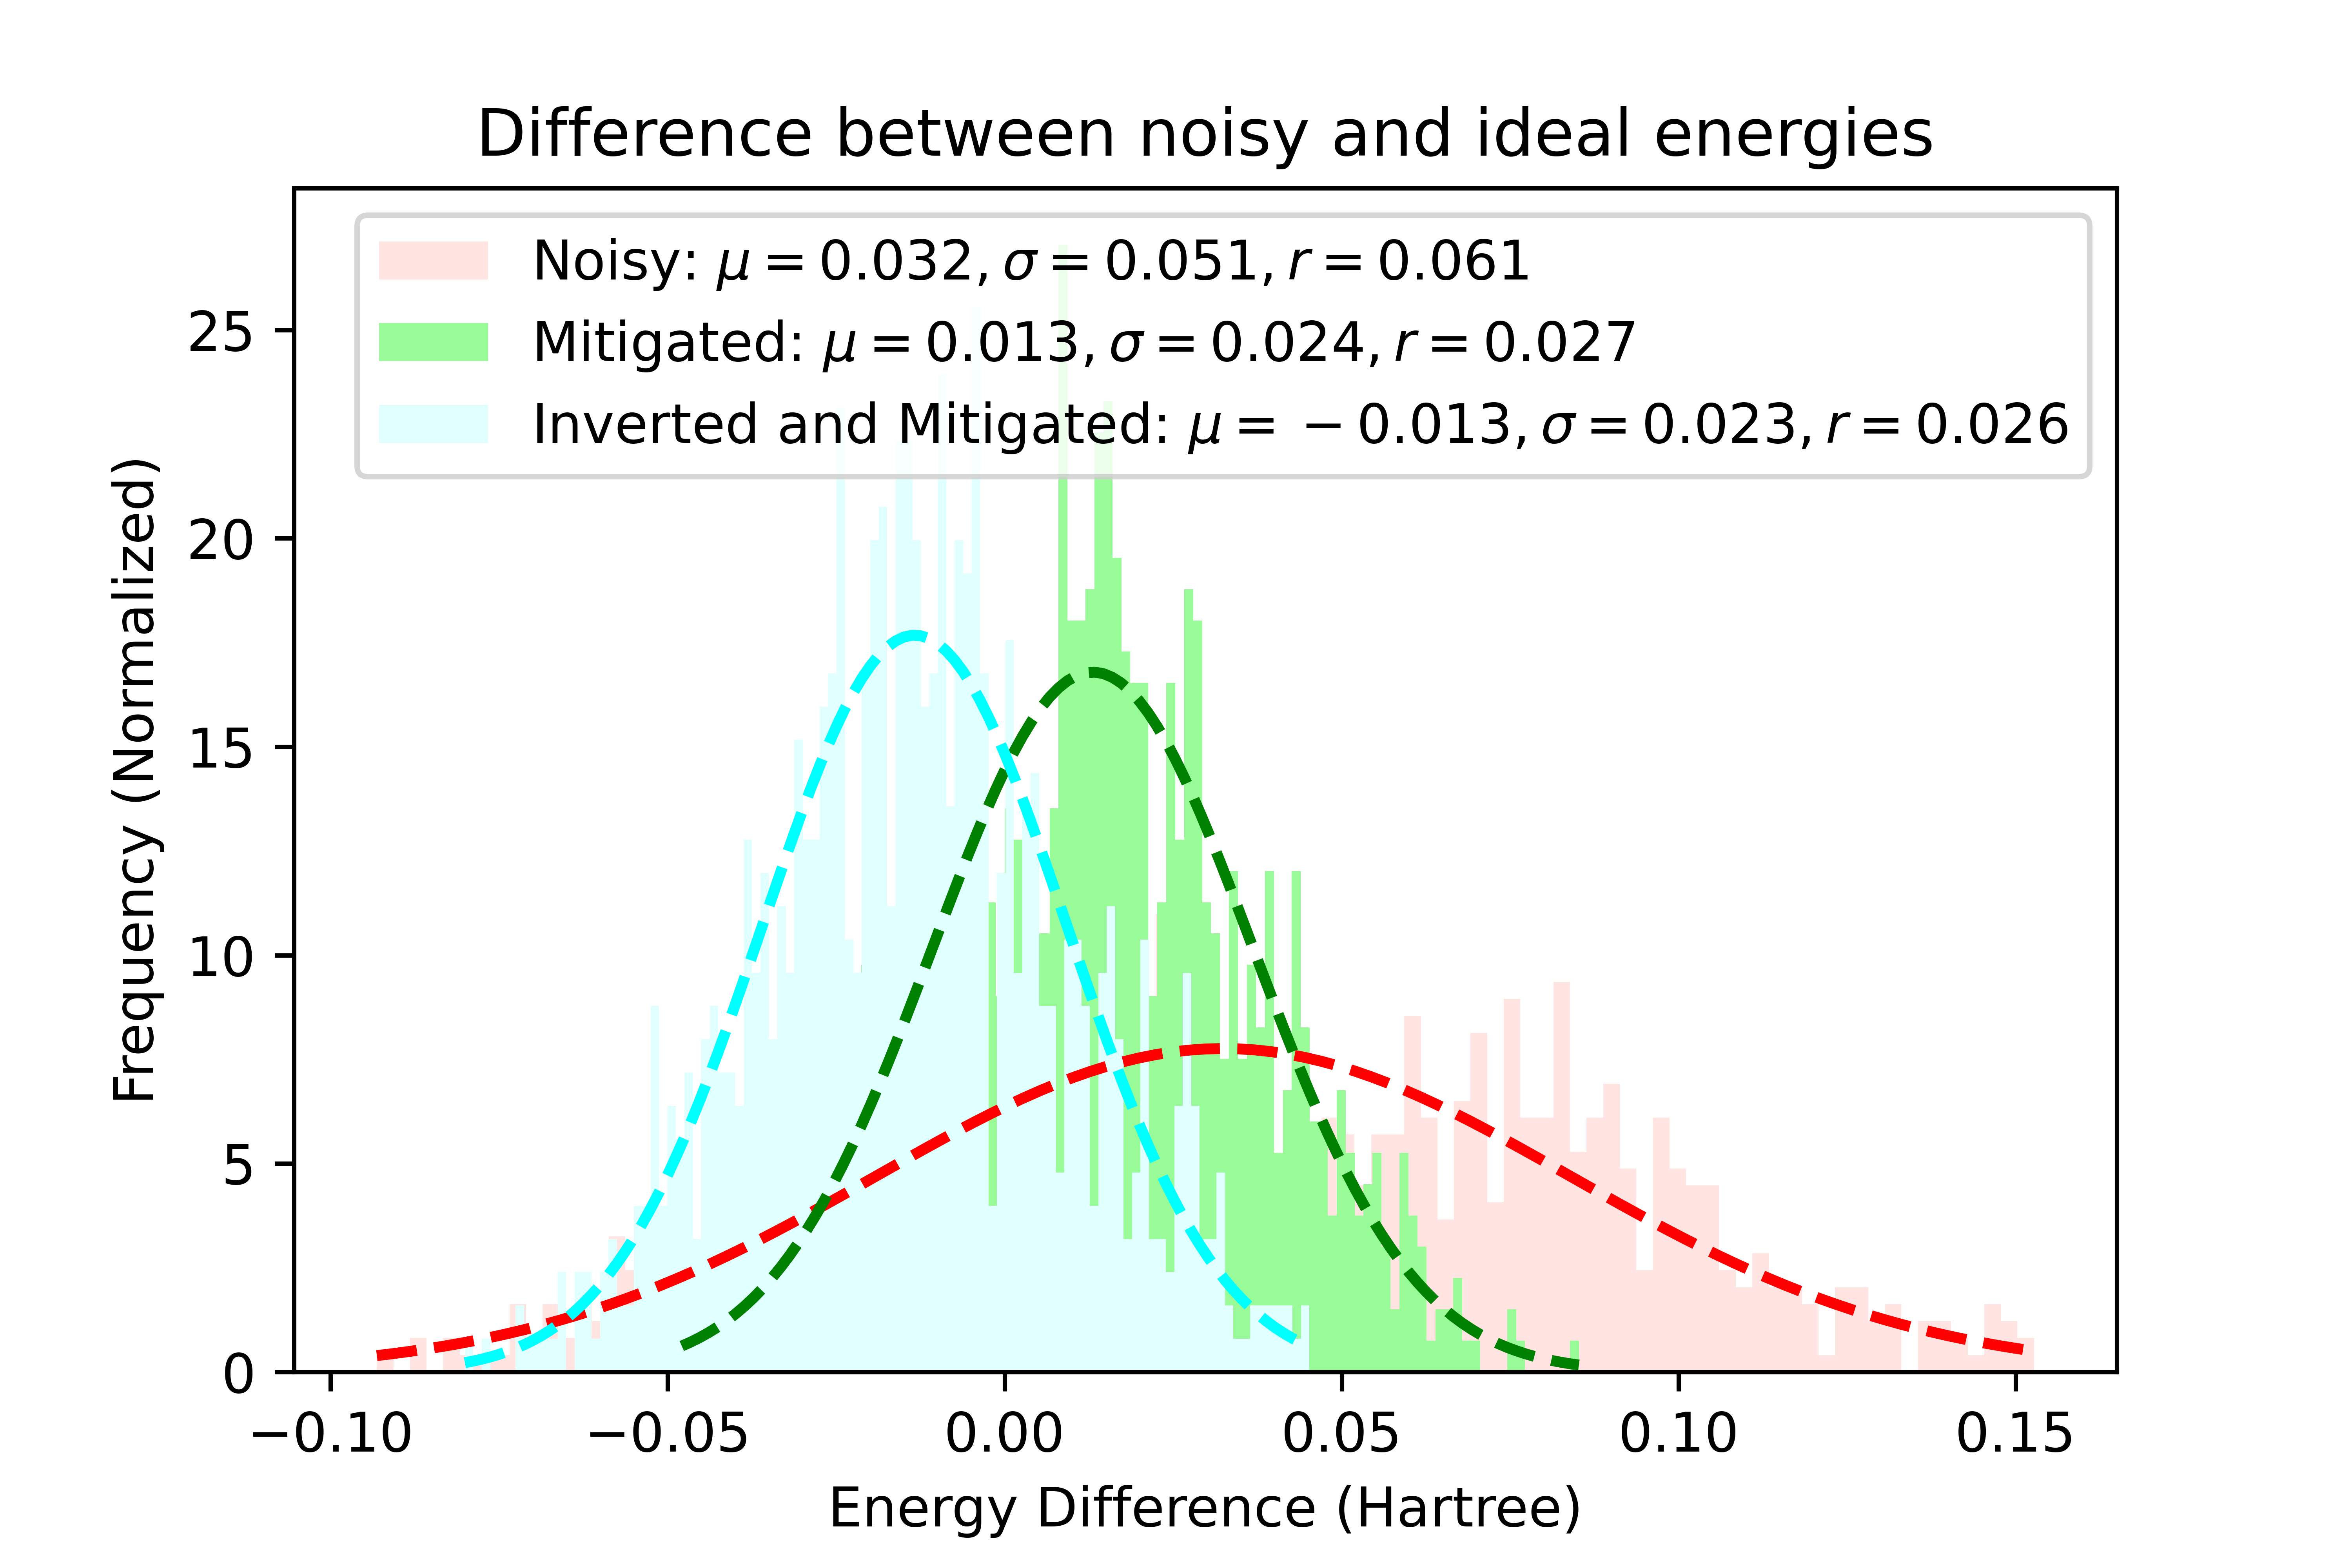 Difference between noisy and ideal energies
Noisy: μ = 0.032, σ = 0.051, r = 0.061
Mitigated: μ = 0.013, σ = 0.024, r = 0.027
Inverted and Mitigated: μ = −0.013, σ = 0.023, r = 0.026
Frequency (Normalized)
25
20
15
10
5
0
−0.10 −0.05 0.00 0.05 0.10 0.15
Energy Difference (Hartree)